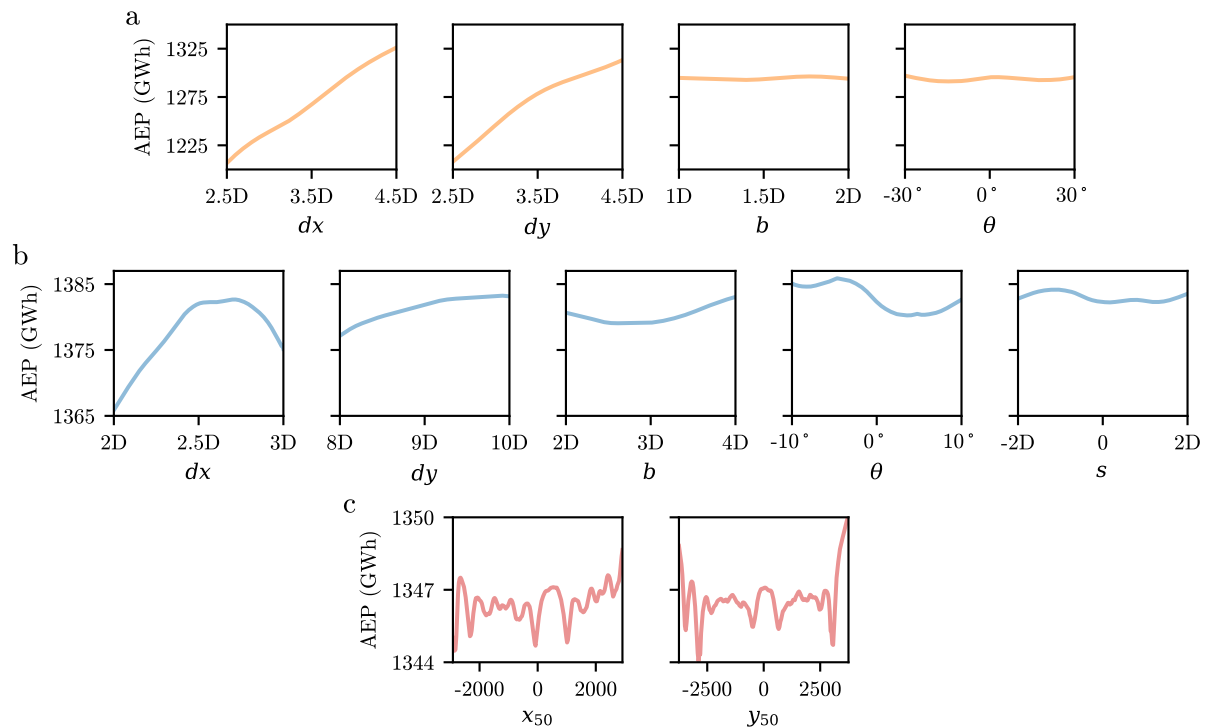 a
AEP (GWh)
1325
1275
1225
2.5D 3.5D 4.5D
dx
2.5D 3.5D 4.5D
dy
1D 1.5D 2D
b
-30° 0° 30°
θ
b
AEP (GWh)
1385
1375
1365
2D 2.5D 3D
dx
8D 9D 10D
dy
2D 3D 4D
b
-10° 0° 10°
θ
-2D 0 2D
s
c
AEP (GWh)
1350
1347
1344
-2000 0 2000
x₅₀
-2500 0 2500
y₅₀